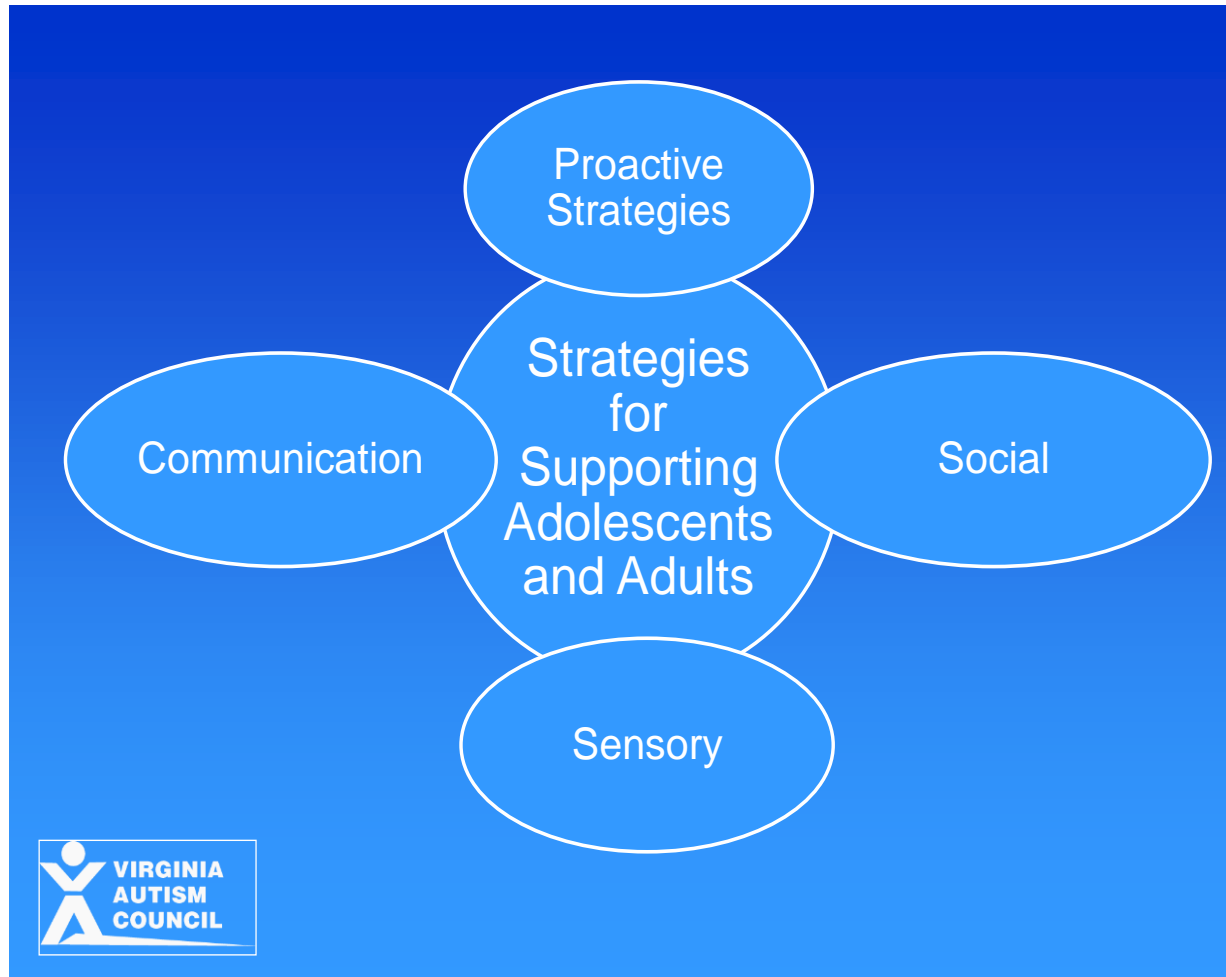 Proactive
Strategies
Strategies
for
Supporting
Adolescents
and Adults
Communication
Social
Sensory
VIRGINIA
AUTISM
COUNCIL